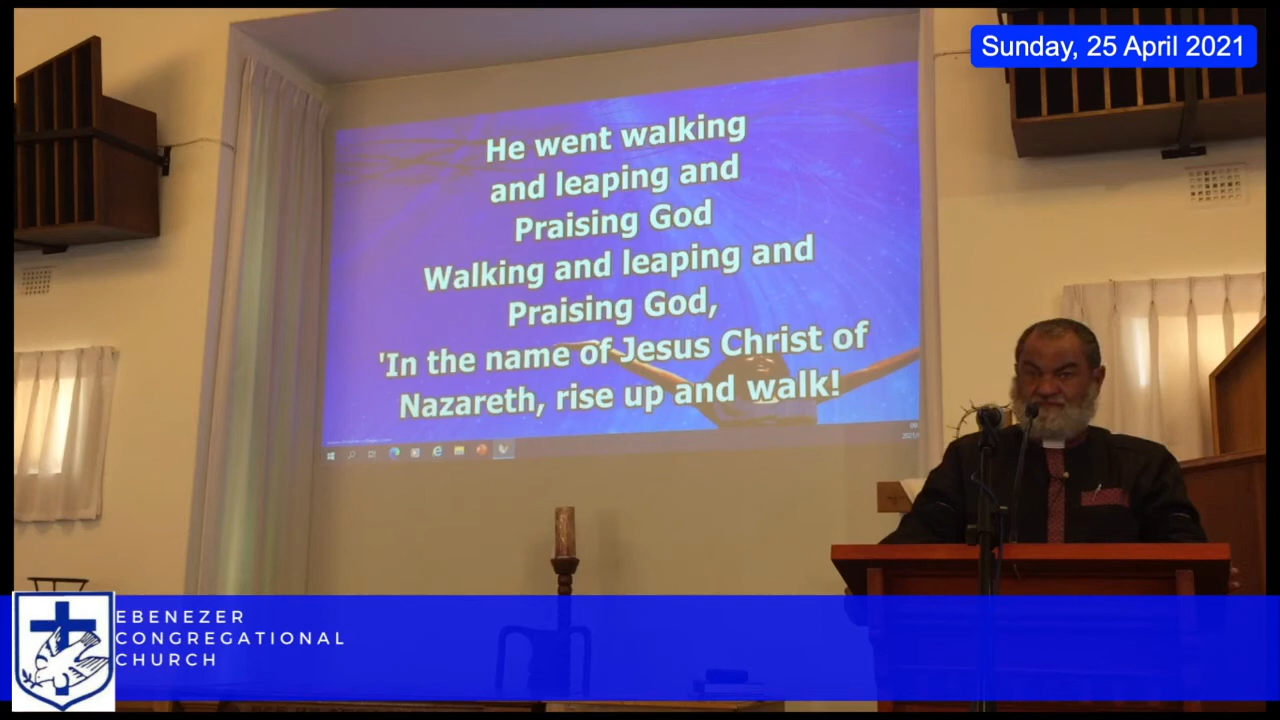 Sunday, 25 April 2021
He went walking
and leaping and
Praising God
Walking and leaping and
Praising God,
'In the name of Jesus Christ of
Nazareth, rise up and walk!
EBENEZER
CONGREGATIONAL
CHURCH